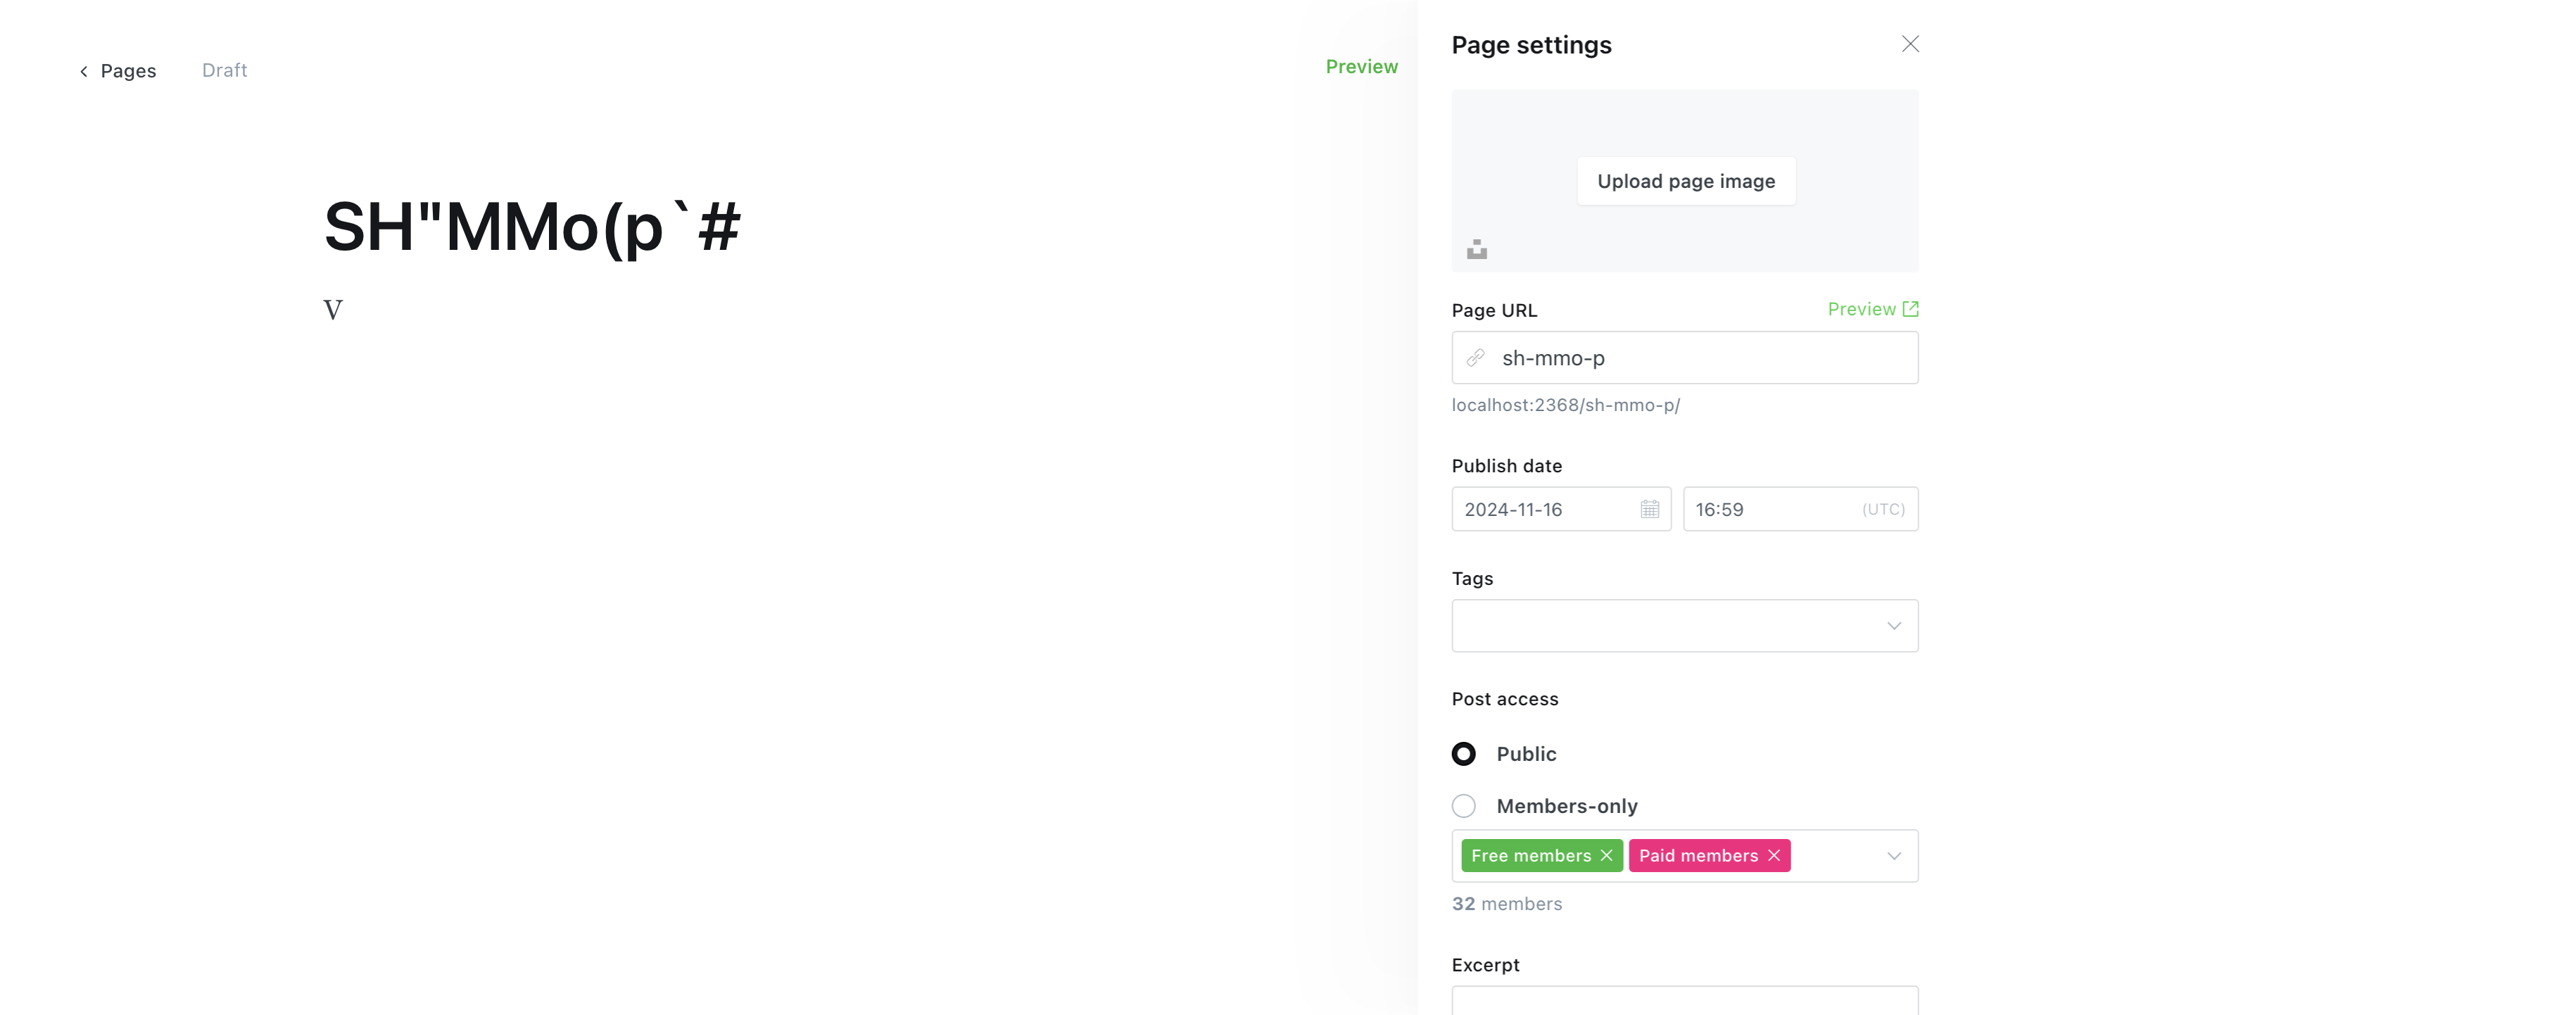 Pages Draft
Preview
SH"MMo(p`#
v
Page settings
Upload page image
Page URL
Preview
sh-mmo-p
localhost:2368/sh-mmo-p/
Publish date
2024-11-16
16:59 (UTC)
Tags
Post access
Public
Members-only
Free members
Paid members
32 members
Excerpt